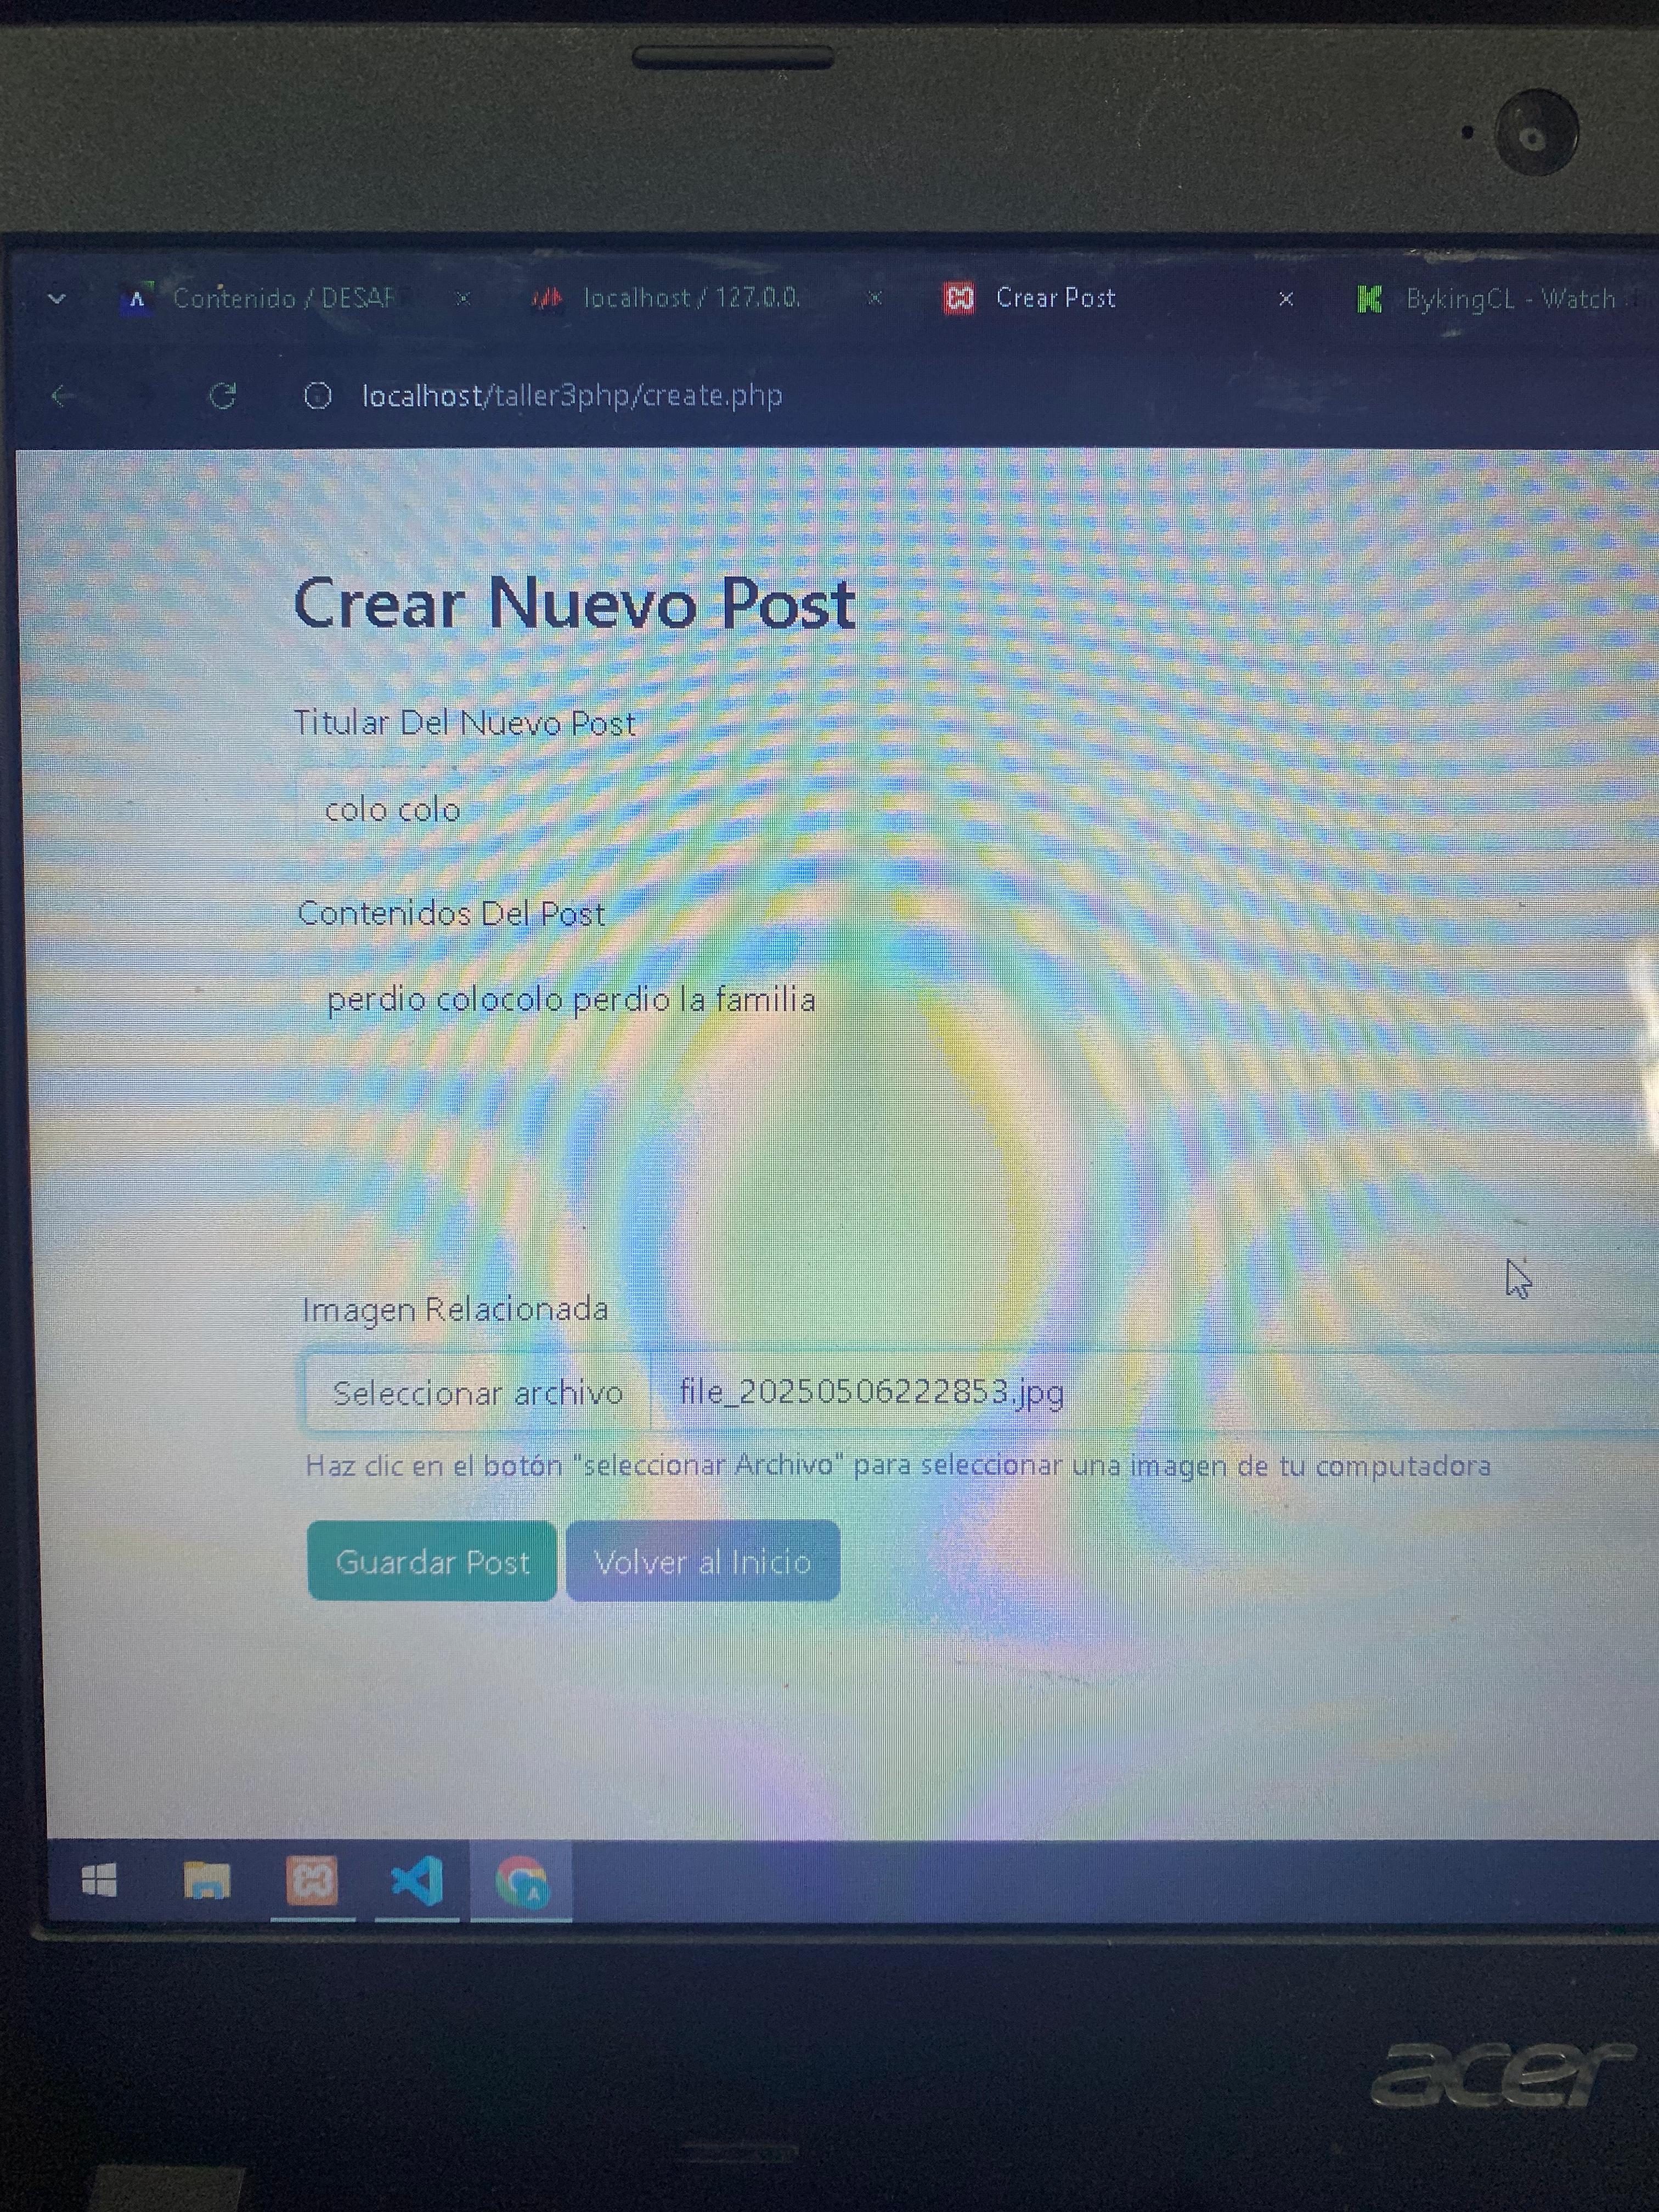 Contenido / DESAR
localhost / 127.0.0.
Crear Post
BykingCL - Watch
localhost/taller3php/create.php
Crear Nuevo Post
Titular Del Nuevo Post
colo colo
Contenidos Del Post
perdio colocolo perdio la familia
Imagen Relacionada
Seleccionar archivo file_20250506222853.jpg
Haz clic en el botón "seleccionar Archivo" para seleccionar una imagen de tu computadora
Guardar Post Volver al Inicio
acer